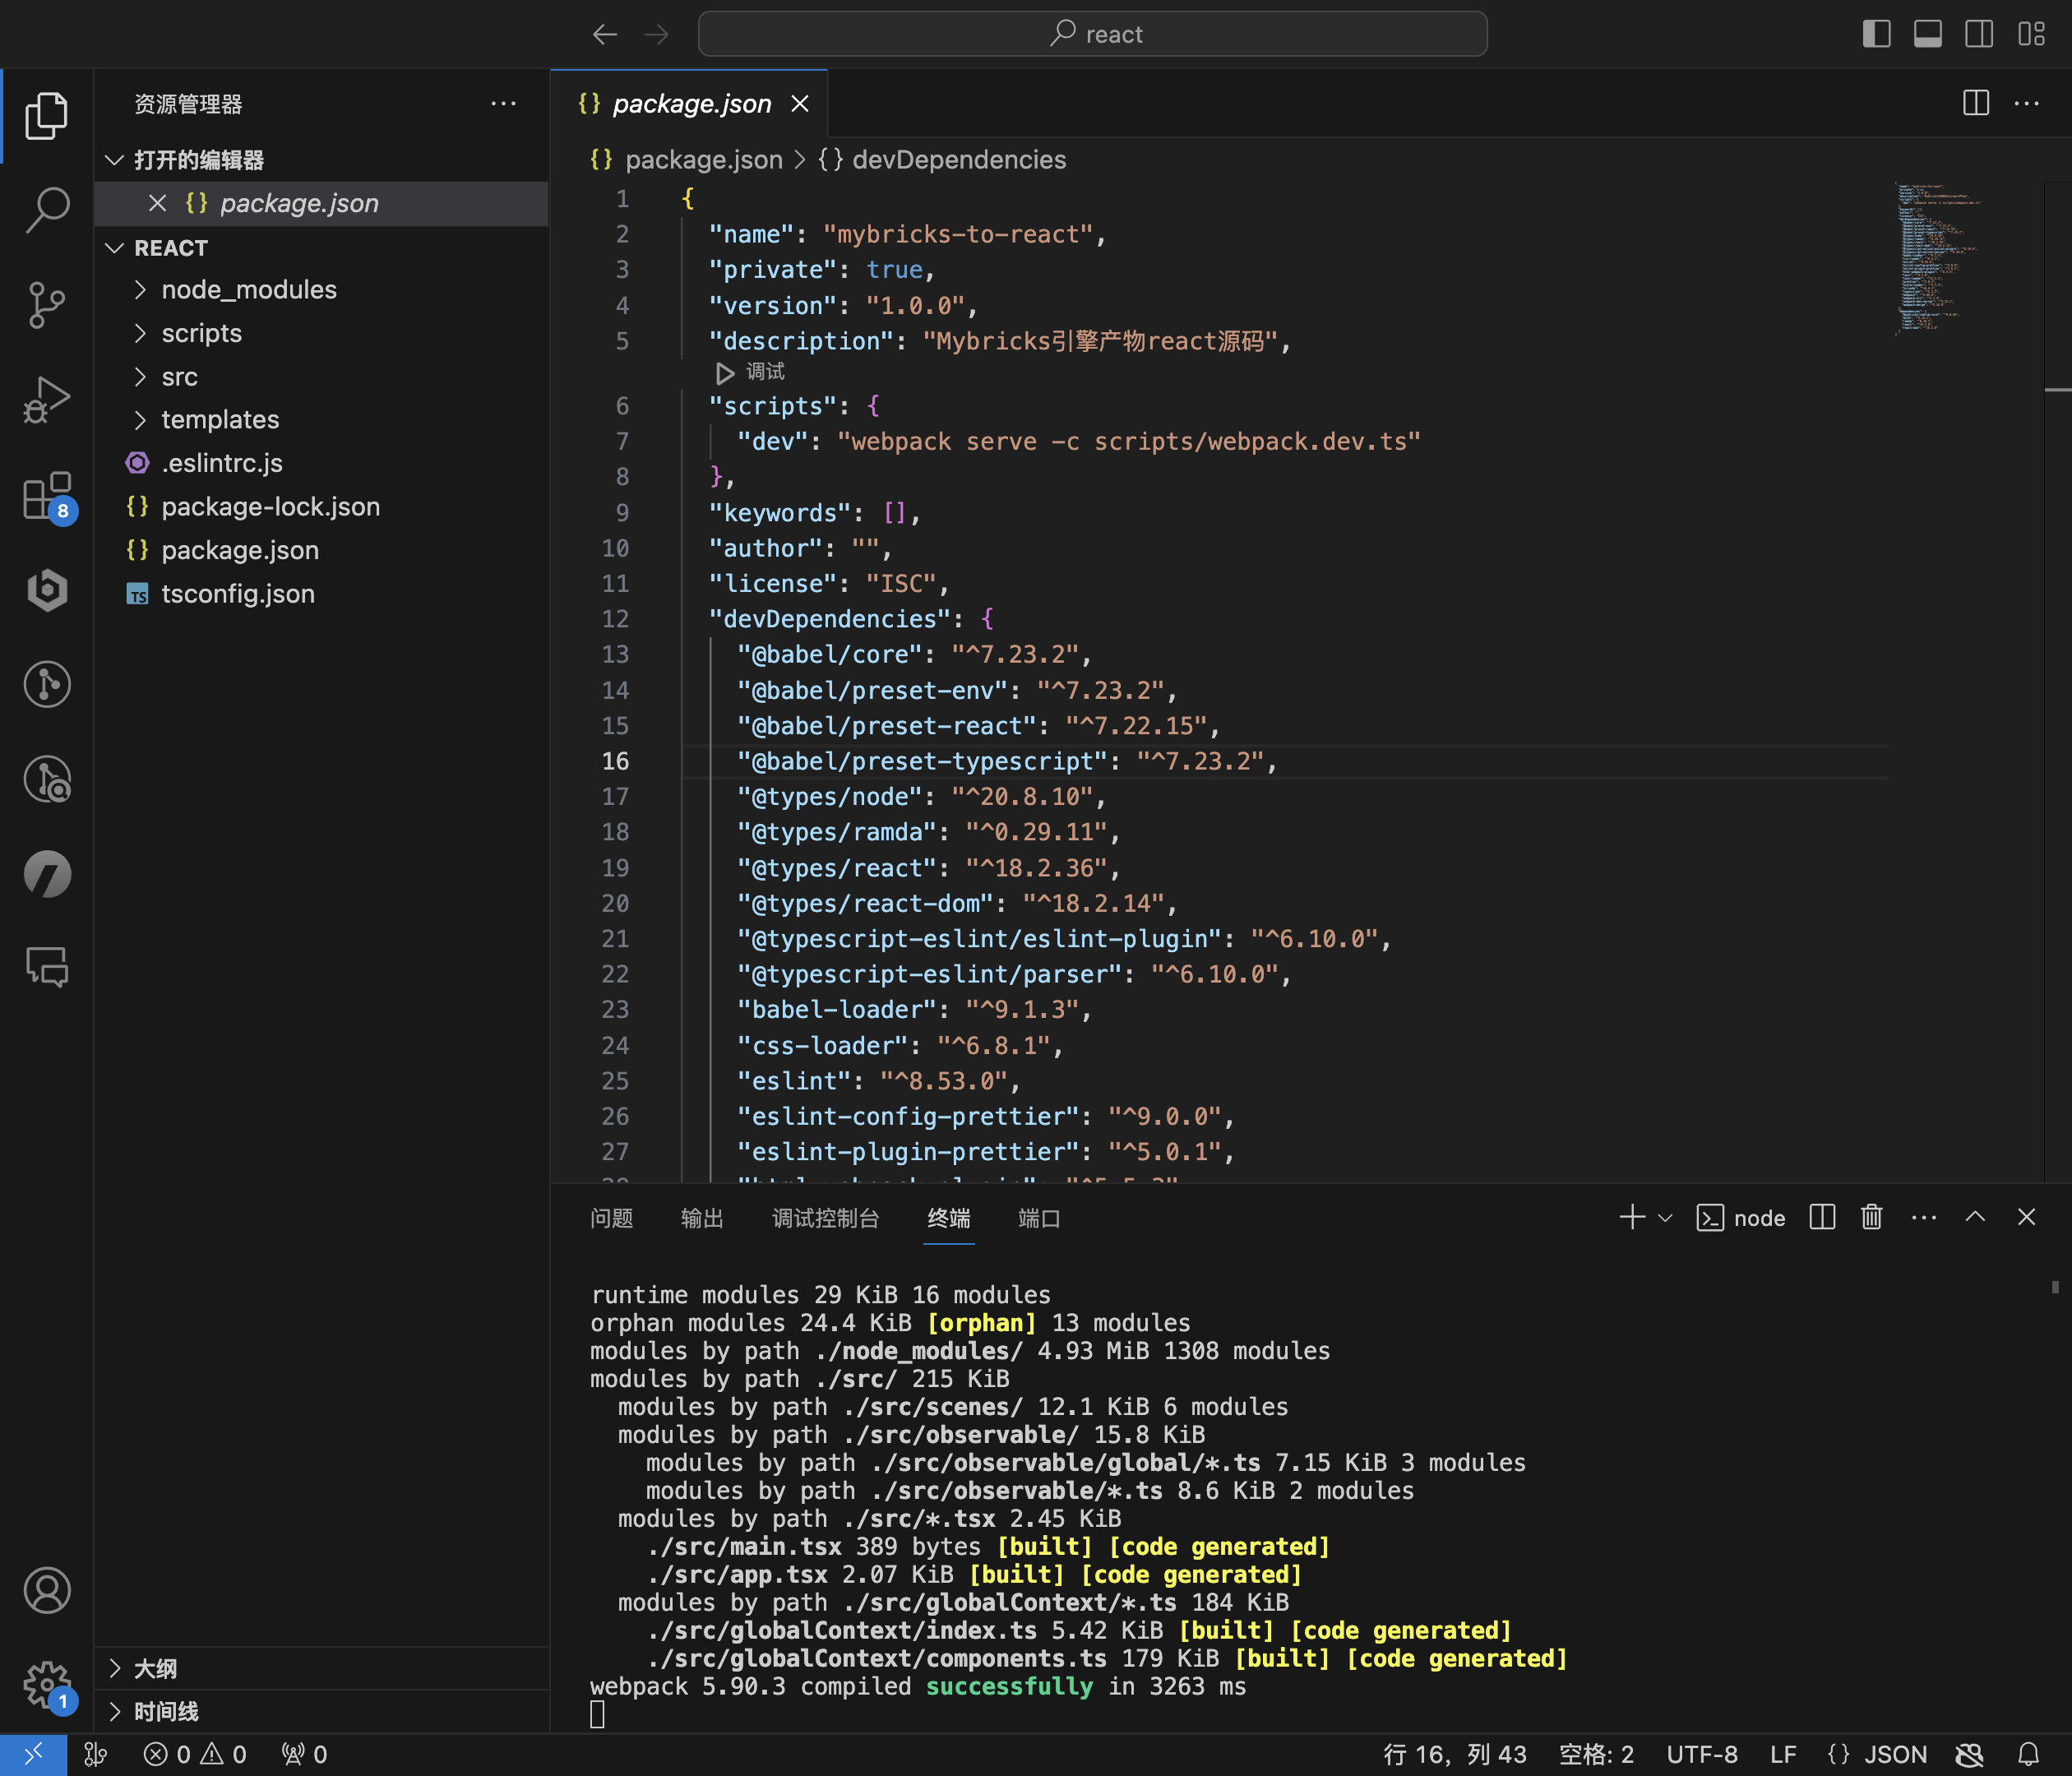 react
资源管理器
打开的编辑器
package.json
REACT
node_modules
scripts
src
templates
.eslintrc.js
package-lock.json
package.json
tsconfig.json
大纲
时间线
8
1
package.json
package.json > {} devDependencies
1 {
2 "name": "mybricks-to-react",
3 "private": true,
4 "version": "1.0.0",
5 "description": "Mybricks引擎产物react源码",
调试
6 "scripts": {
7 "dev": "webpack serve -c scripts/webpack.dev.ts"
8 },
9 "keywords": [],
10 "author": "",
11 "license": "ISC",
12 "devDependencies": {
13 "@babel/core": "^7.23.2",
14 "@babel/preset-env": "^7.23.2",
15 "@babel/preset-react": "^7.22.15",
16 "@babel/preset-typescript": "^7.23.2",
17 "@types/node": "^20.8.10",
18 "@types/ramda": "^0.29.11",
19 "@types/react": "^18.2.36",
20 "@types/react-dom": "^18.2.14",
21 "@typescript-eslint/eslint-plugin": "^6.10.0",
22 "@typescript-eslint/parser": "^6.10.0",
23 "babel-loader": "^9.1.3",
24 "css-loader": "^6.8.1",
25 "eslint": "^8.53.0",
26 "eslint-config-prettier": "^9.0.0",
27 "eslint-plugin-prettier": "^5.0.1",
问题 输出 调试控制台 终端 端口 node
runtime modules 29 KiB 16 modules
orphan modules 24.4 KiB [orphan] 13 modules
modules by path ./node_modules/ 4.93 MiB 1308 modules
modules by path ./src/ 215 KiB
modules by path ./src/scenes/ 12.1 KiB 6 modules
modules by path ./src/observable/ 15.8 KiB
modules by path ./src/observable/global/*.ts 7.15 KiB 3 modules
modules by path ./src/observable/*.ts 8.6 KiB 2 modules
modules by path ./src/*.tsx 2.45 KiB
./src/main.tsx 389 bytes [built] [code generated]
./src/app.tsx 2.07 KiB [built] [code generated]
modules by path ./src/globalContext/*.ts 184 KiB
./src/globalContext/index.ts 5.42 KiB [built] [code generated]
./src/globalContext/components.ts 179 KiB [built] [code generated]
webpack 5.90.3 compiled successfully in 3263 ms
0 0 0 行 16，列 43 空格: 2 UTF-8 LF {} JSON